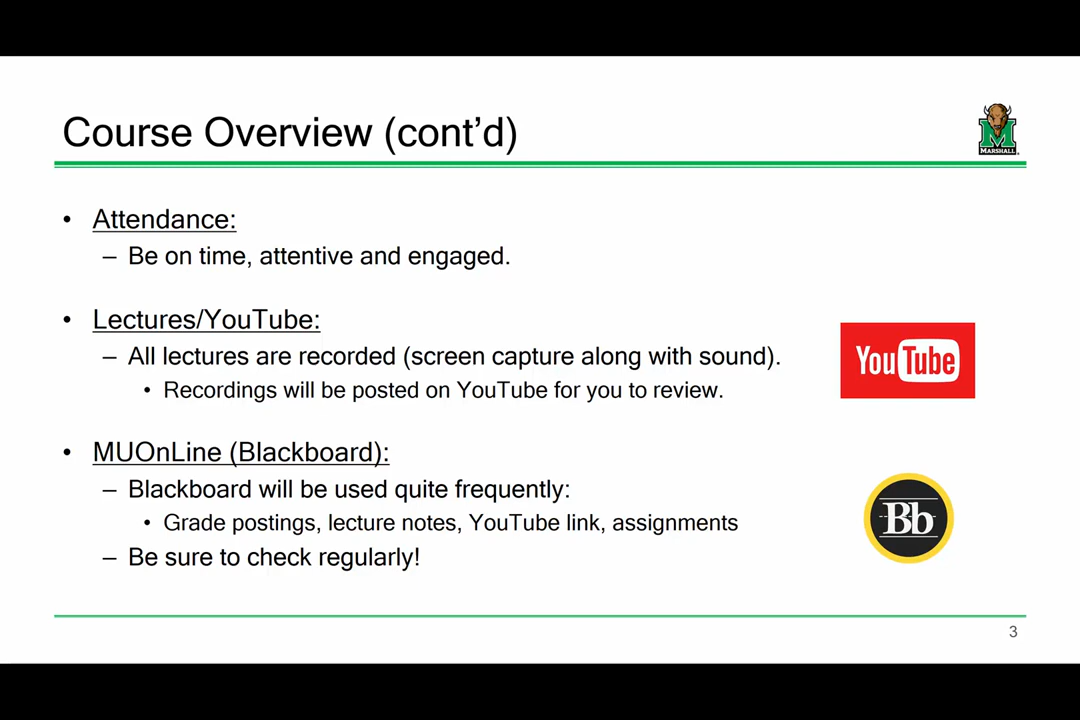 Course Overview (cont’d)
M
MARSHALL
• Attendance:
– Be on time, attentive and engaged.
• Lectures/YouTube:
– All lectures are recorded (screen capture along with sound).
• Recordings will be posted on YouTube for you to review.
YouTube
• MUOnLine (Blackboard):
– Blackboard will be used quite frequently:
• Grade postings, lecture notes, YouTube link, assignments
– Be sure to check regularly!
Bb
3